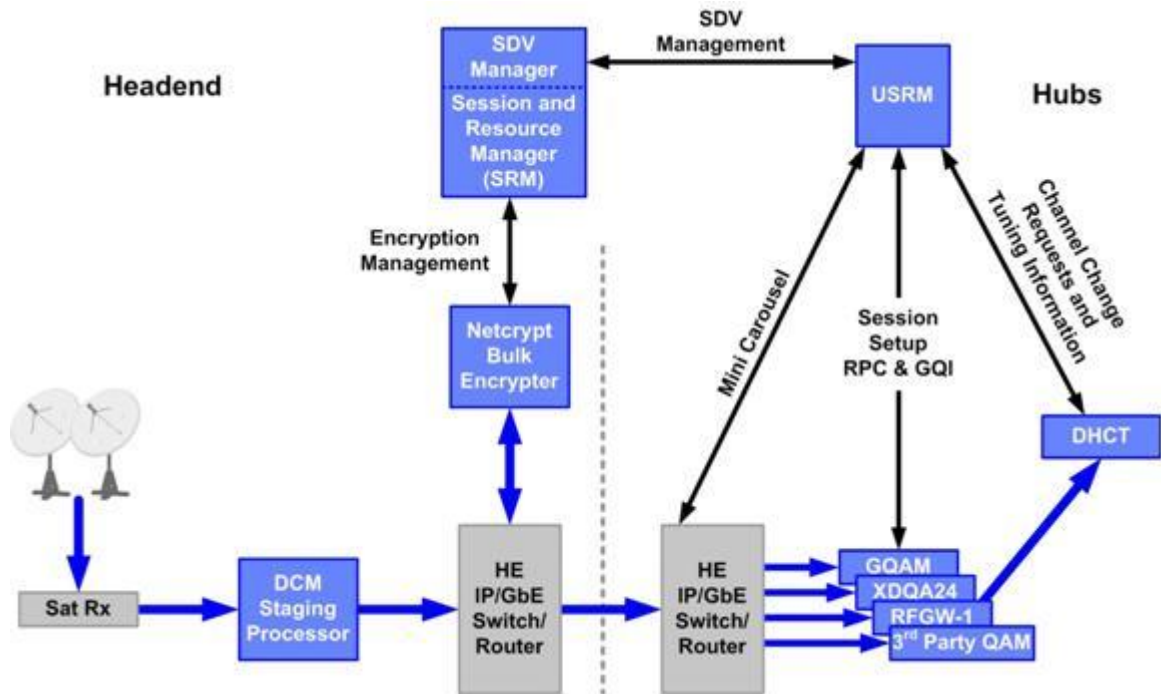 SDV
Management
SDV
Manager
Session and
Resource
Manager
(SRM)
Headend
USRM
Hubs
Encryption
Management
Channel Change
Requests and
Tuning Information
Mini Carousel
Session
Setup
RPC & GQI
Netcrypt
Bulk
Encrypter
DHCT
Sat Rx
DCM
Staging
Processor
HE
IP/GbE
Switch/
Router
HE
IP/GbE
Switch/
Router
GQAM
XDQA24
RFGW-1
3rd Party QAM